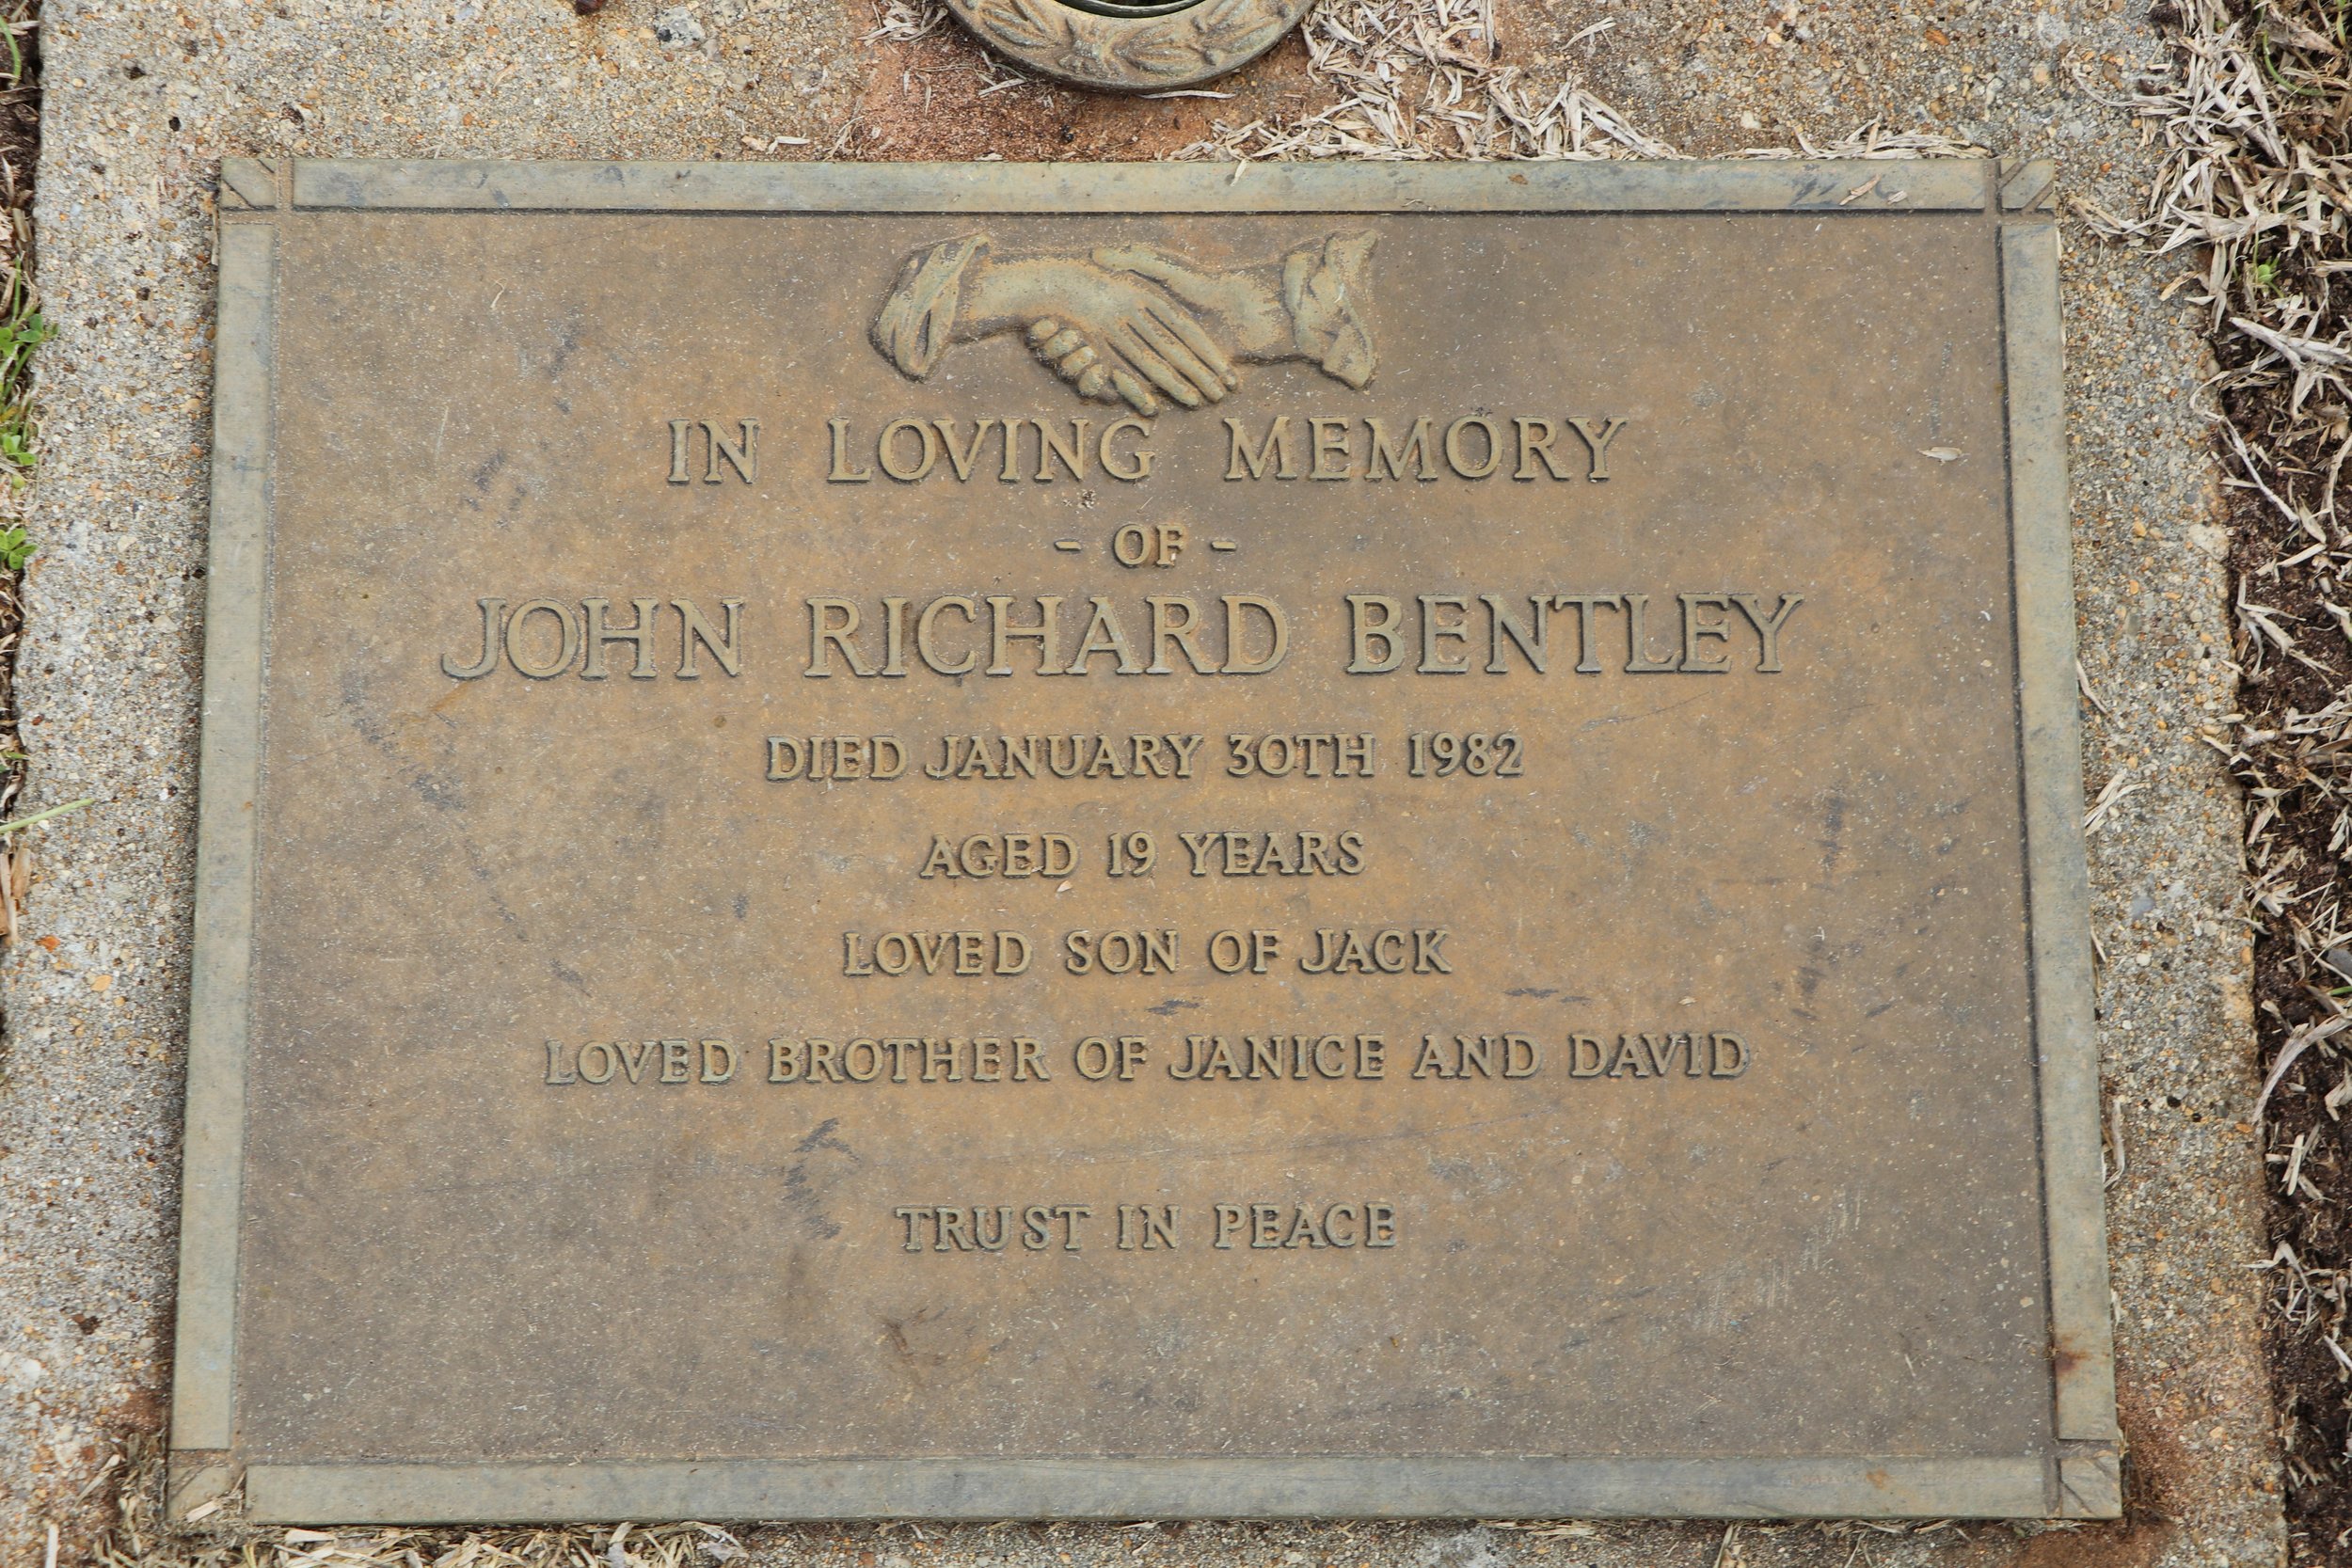 IN LOVING MEMORY
- OF -
JOHN RICHARD BENTLEY
DIED JANUARY 30TH 1982
AGED 19 YEARS
LOVED SON OF JACK
LOVED BROTHER OF JANICE AND DAVID
TRUST IN PEACE